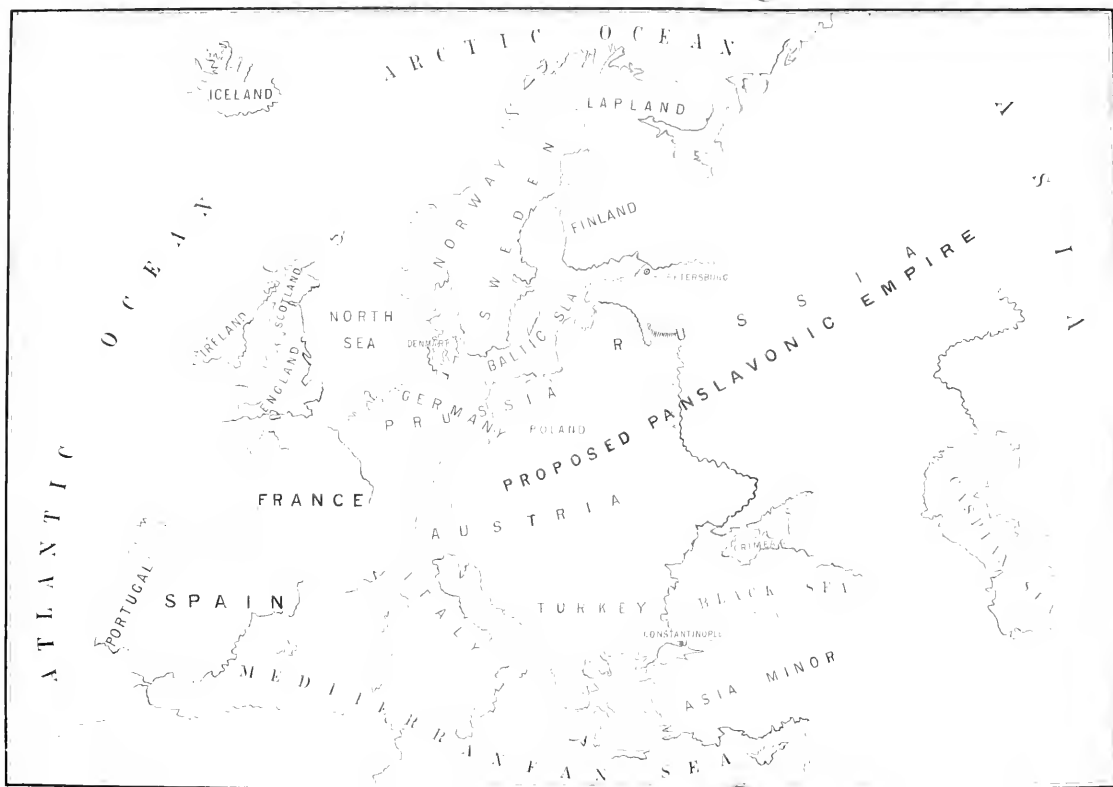 ARCTIC OCEAN
ICELAND
LAPLAND
ASIA
ATLANTIC OCEAN
NORWAY
SWEDEN
FINLAND
RUSSIA
PROPOSED PANSLAVONIC EMPIRE
IRELAND
SCOTLAND
ENGLAND
NORTH
SEA
DENMARK
BALTIC SEA
GERMANY
PRUSSIA
POLAND
FRANCE
AUSTRIA
CRIMEA
PORTUGAL
SPAIN
ITALY
TURKEY
BLACK SEA
CONSTANTINOPLE
ASIA MINOR
MEDITERRANEAN SEA